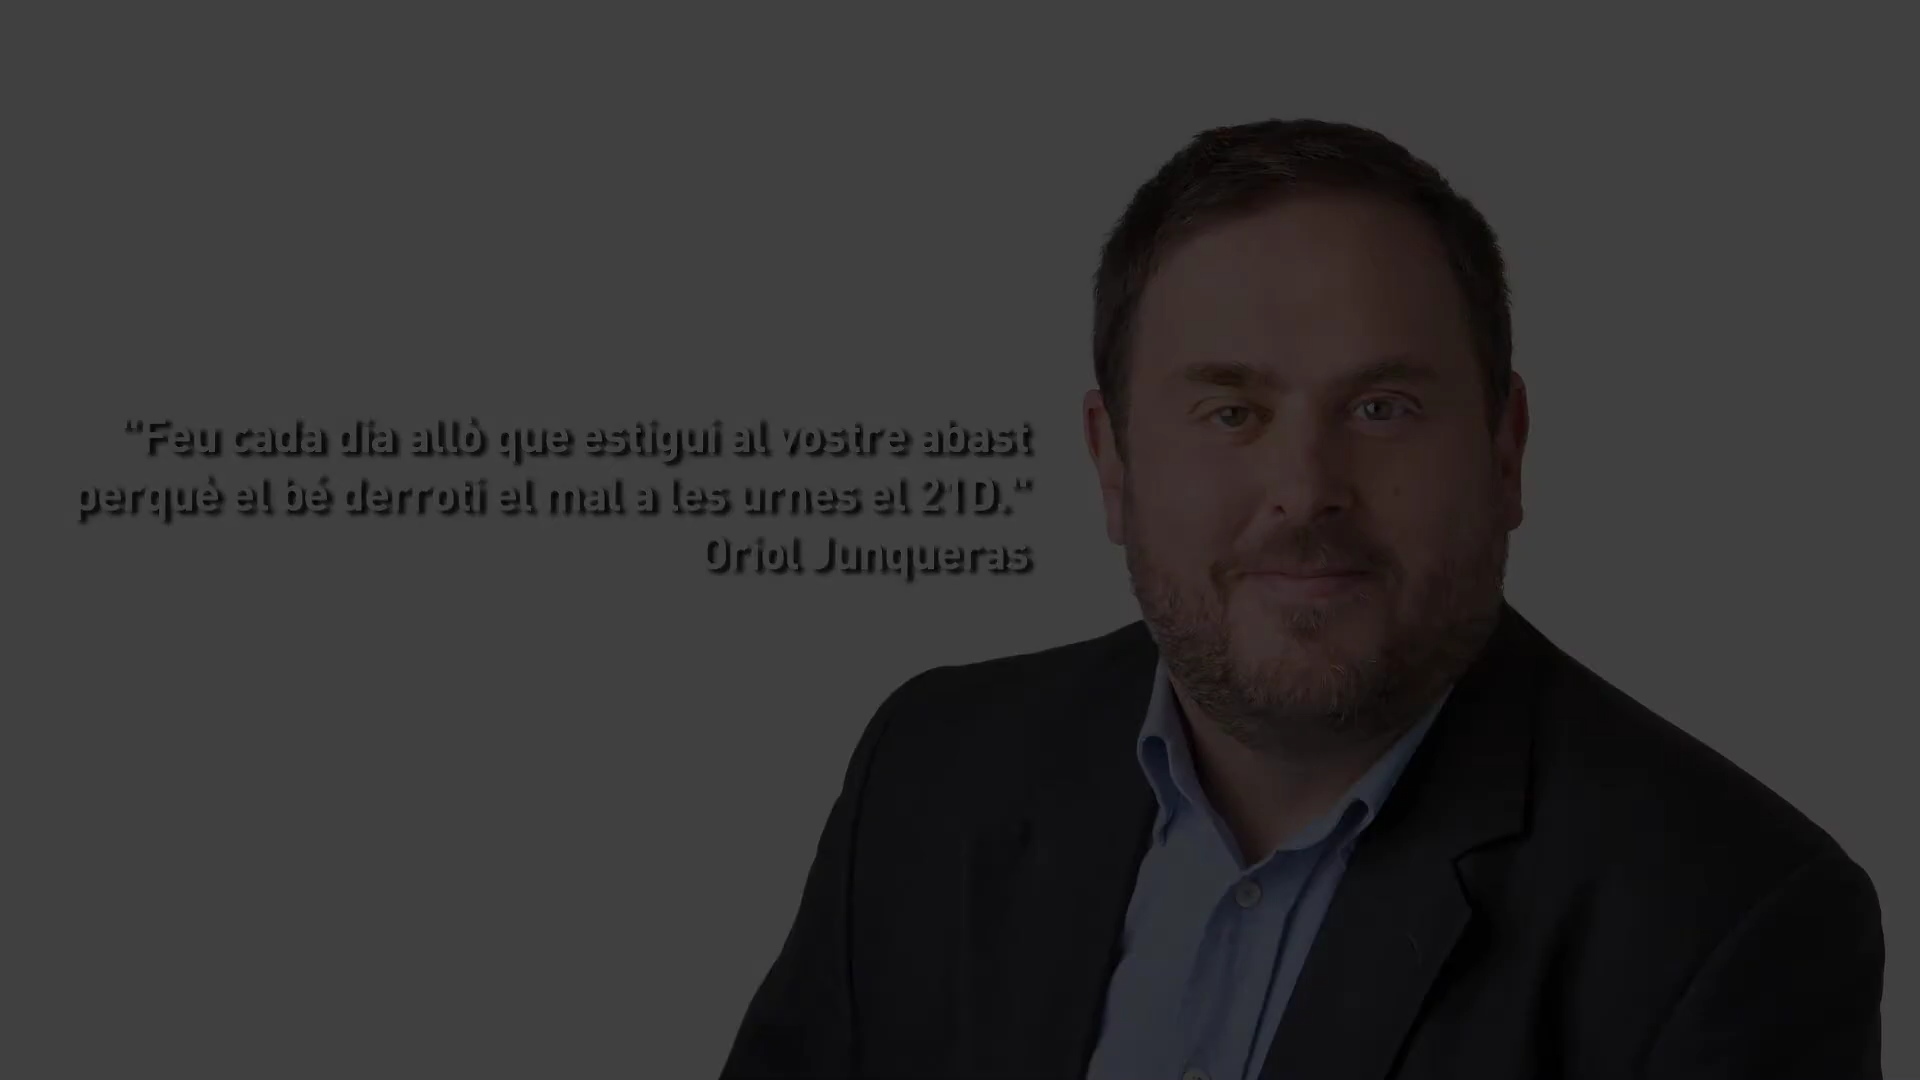 "Feu cada dia allò que estigui al vostre abast
perquè el bé derroti el mal a les urnes el 21D."
Oriol Junqueras